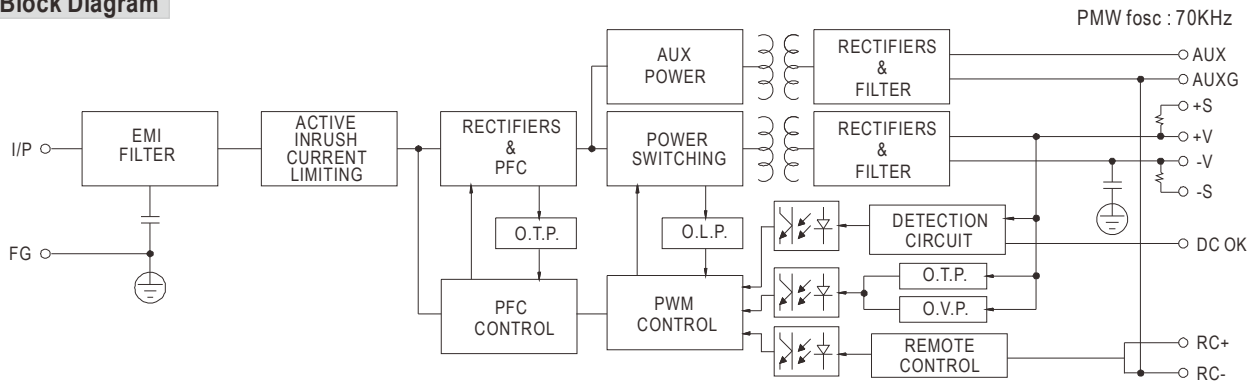 Block Diagram
PMW fosc : 70KHz
AUX
POWER
RECTIFIERS
&
FILTER
AUX
AUXG
+S
I/P
EMI
FILTER
ACTIVE
INRUSH
CURRENT
LIMITING
RECTIFIERS
&
PFC
POWER
SWITCHING
RECTIFIERS
&
FILTER
+V
-V
-S
FG
O.T.P.
O.L.P.
DETECTION
CIRCUIT
DC OK
PFC
CONTROL
PWM
CONTROL
O.T.P.
O.V.P.
REMOTE
CONTROL
RC+
RC-